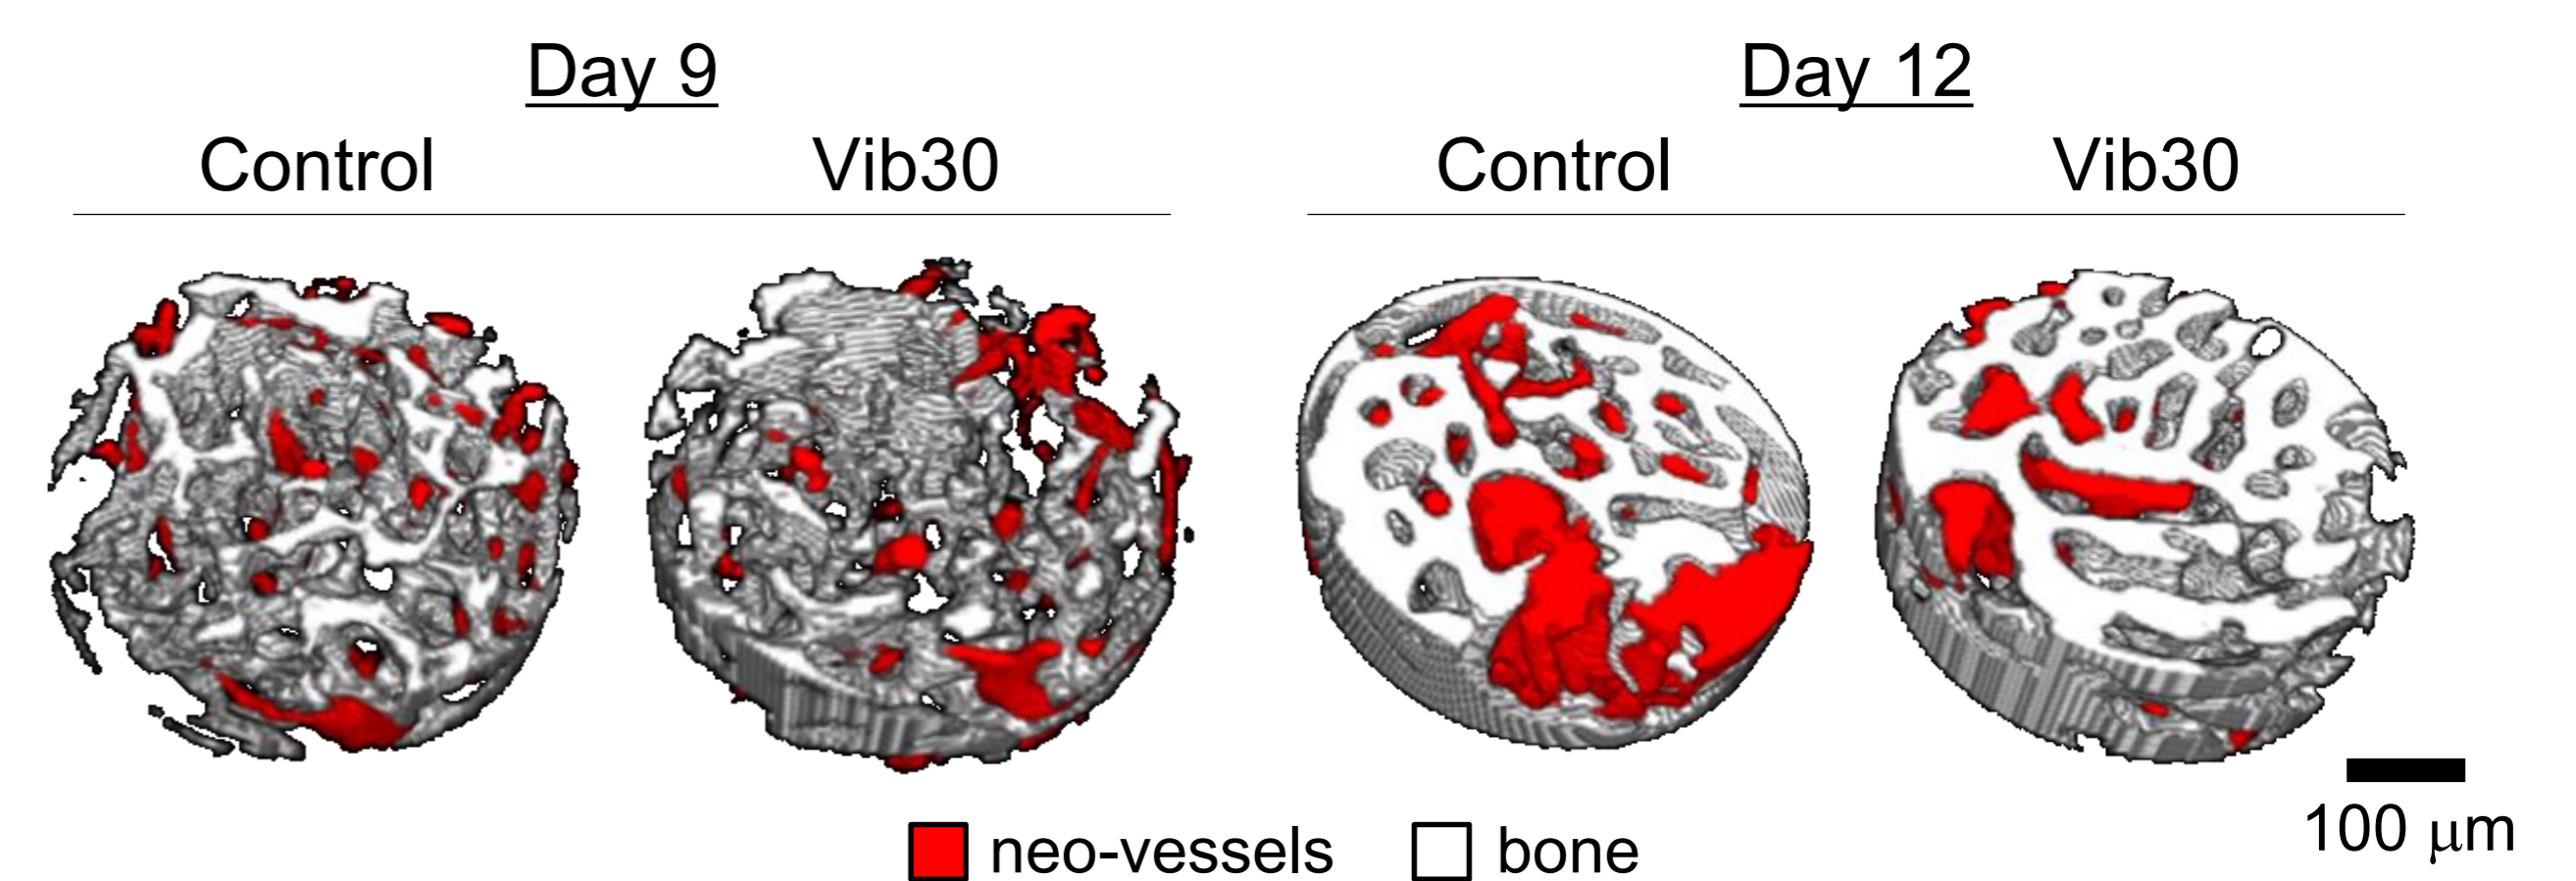 Day 9
Day 12
Control
Vib30
Control
Vib30
neo-vessels
bone
100 μm